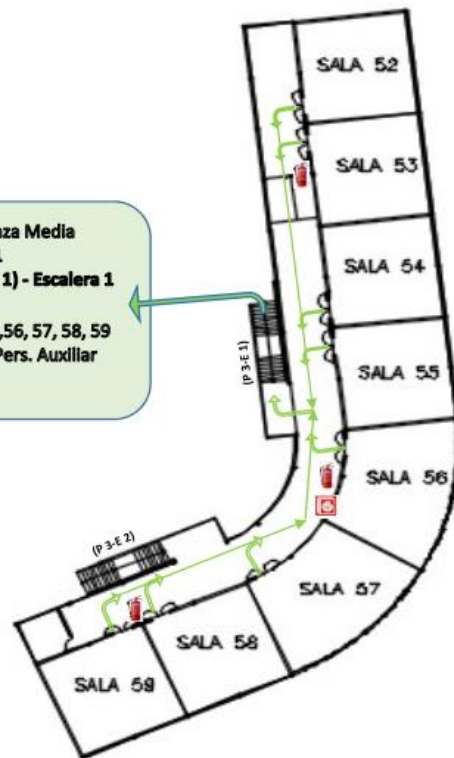 SALA 52
SALA 53
Media
1) - Escalera 1
,56, 57, 58, 59
Pers. Auxiliar
SALA 54
(P 3-E 1)
SALA 55
SALA 56
(P 3-E 2)
SALA 57
SALA 58
SALA 59